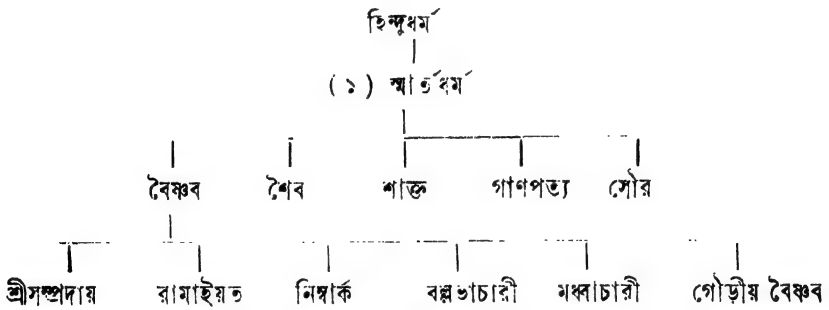 হিন্দুধর্ম
( ১ ) স্মার্তধর্ম
বৈষ্ণব শৈব শাক্ত গাণপত্য সৌর
শ্রীসম্প্রদায় রামাইয়ত নিম্বার্ক বল্লভাচারী মধ্বাচারী গৌড়ীয় বৈষ্ণব